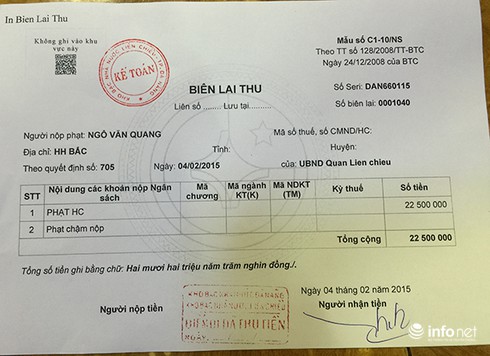 In Bien Lai Thu
Không ghi vào khu
vực này
Mẫu số C1-10/NS
Theo TT số 128/2008/TT-BTC
Ngày 24/12/2008 của BTC
KẾ TOÁN
BIÊN LAI THU
Liên số ........ Lưu tại..........
Số Seri: DAN660115
Số biên lai: 0001040
Người nộp phạt: NGÔ VĂN QUANG
Mã số thuế, số CMND/HC:
Địa chỉ: HH BẮC
Tỉnh:
Huyện:
Theo quyết định số: 705
Ngày: 04/02/2015
của: UBND Quan Lien chieu
STT Nội dung các khoản nộp Ngân sách Mã chương Mã ngành KT(K) Mã NDKT (TM) Kỳ thuế Số tiền
1 PHẠT HC 22 500 000
2 Phạt chậm nộp
Tổng cộng 22 500 000
Tổng số tiền ghi bằng chữ: Hai mươi hai triệu năm trăm nghìn đồng./.
Ngày 04 tháng 02 năm 2015
Người nộp tiền
Người nhận tiền
BIÊN LAI ĐÃ THU TIỀN
infonet